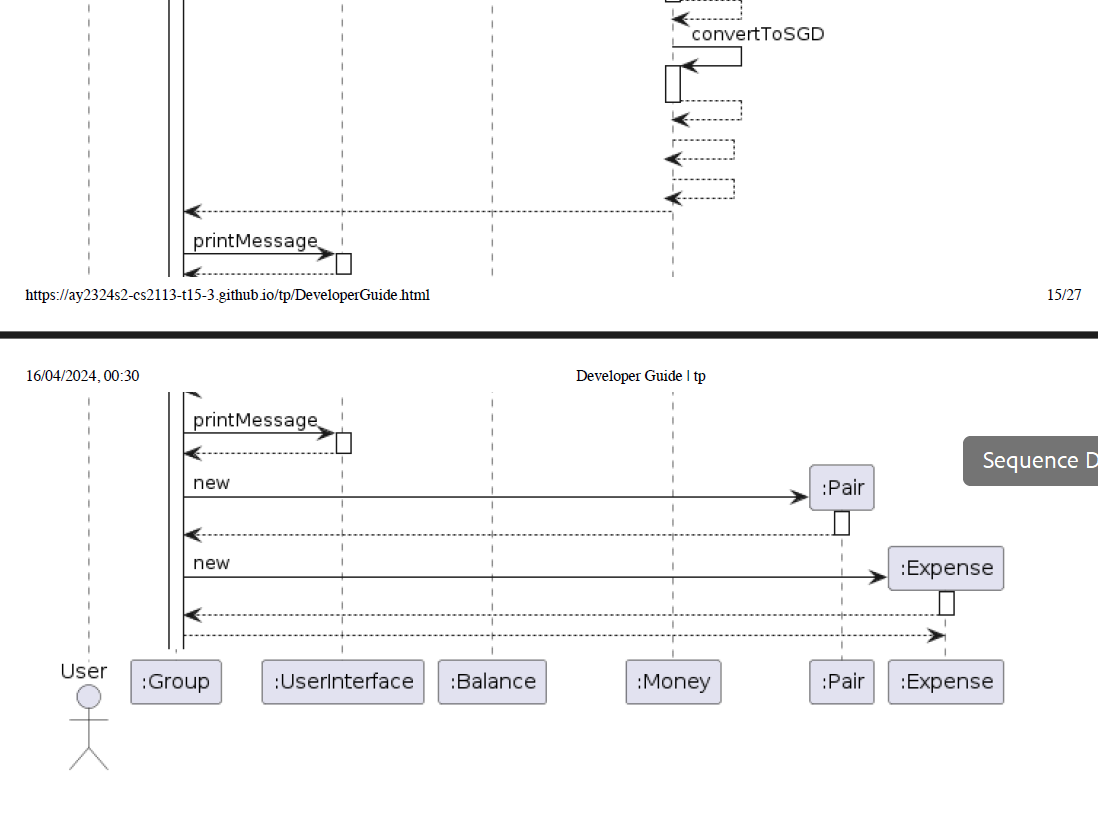 convertToSGD
printMessage
https://ay2324s2-cs2113-t15-3.github.io/tp/DeveloperGuide.html 15/27
16/04/2024, 00:30 Developer Guide | tp
printMessage
Sequence D
new :Pair
new :Expense
User :Group :UserInterface :Balance :Money :Pair :Expense